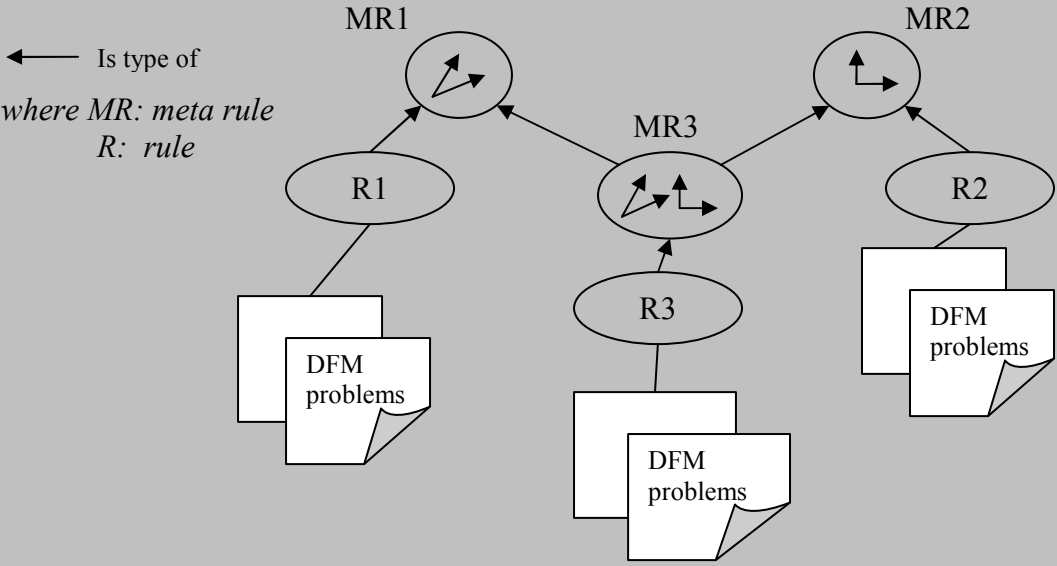 MR1
MR2
Is type of
where MR: meta rule
R: rule
MR3
R1
R2
R3
DFM
problems
DFM
problems
DFM
problems